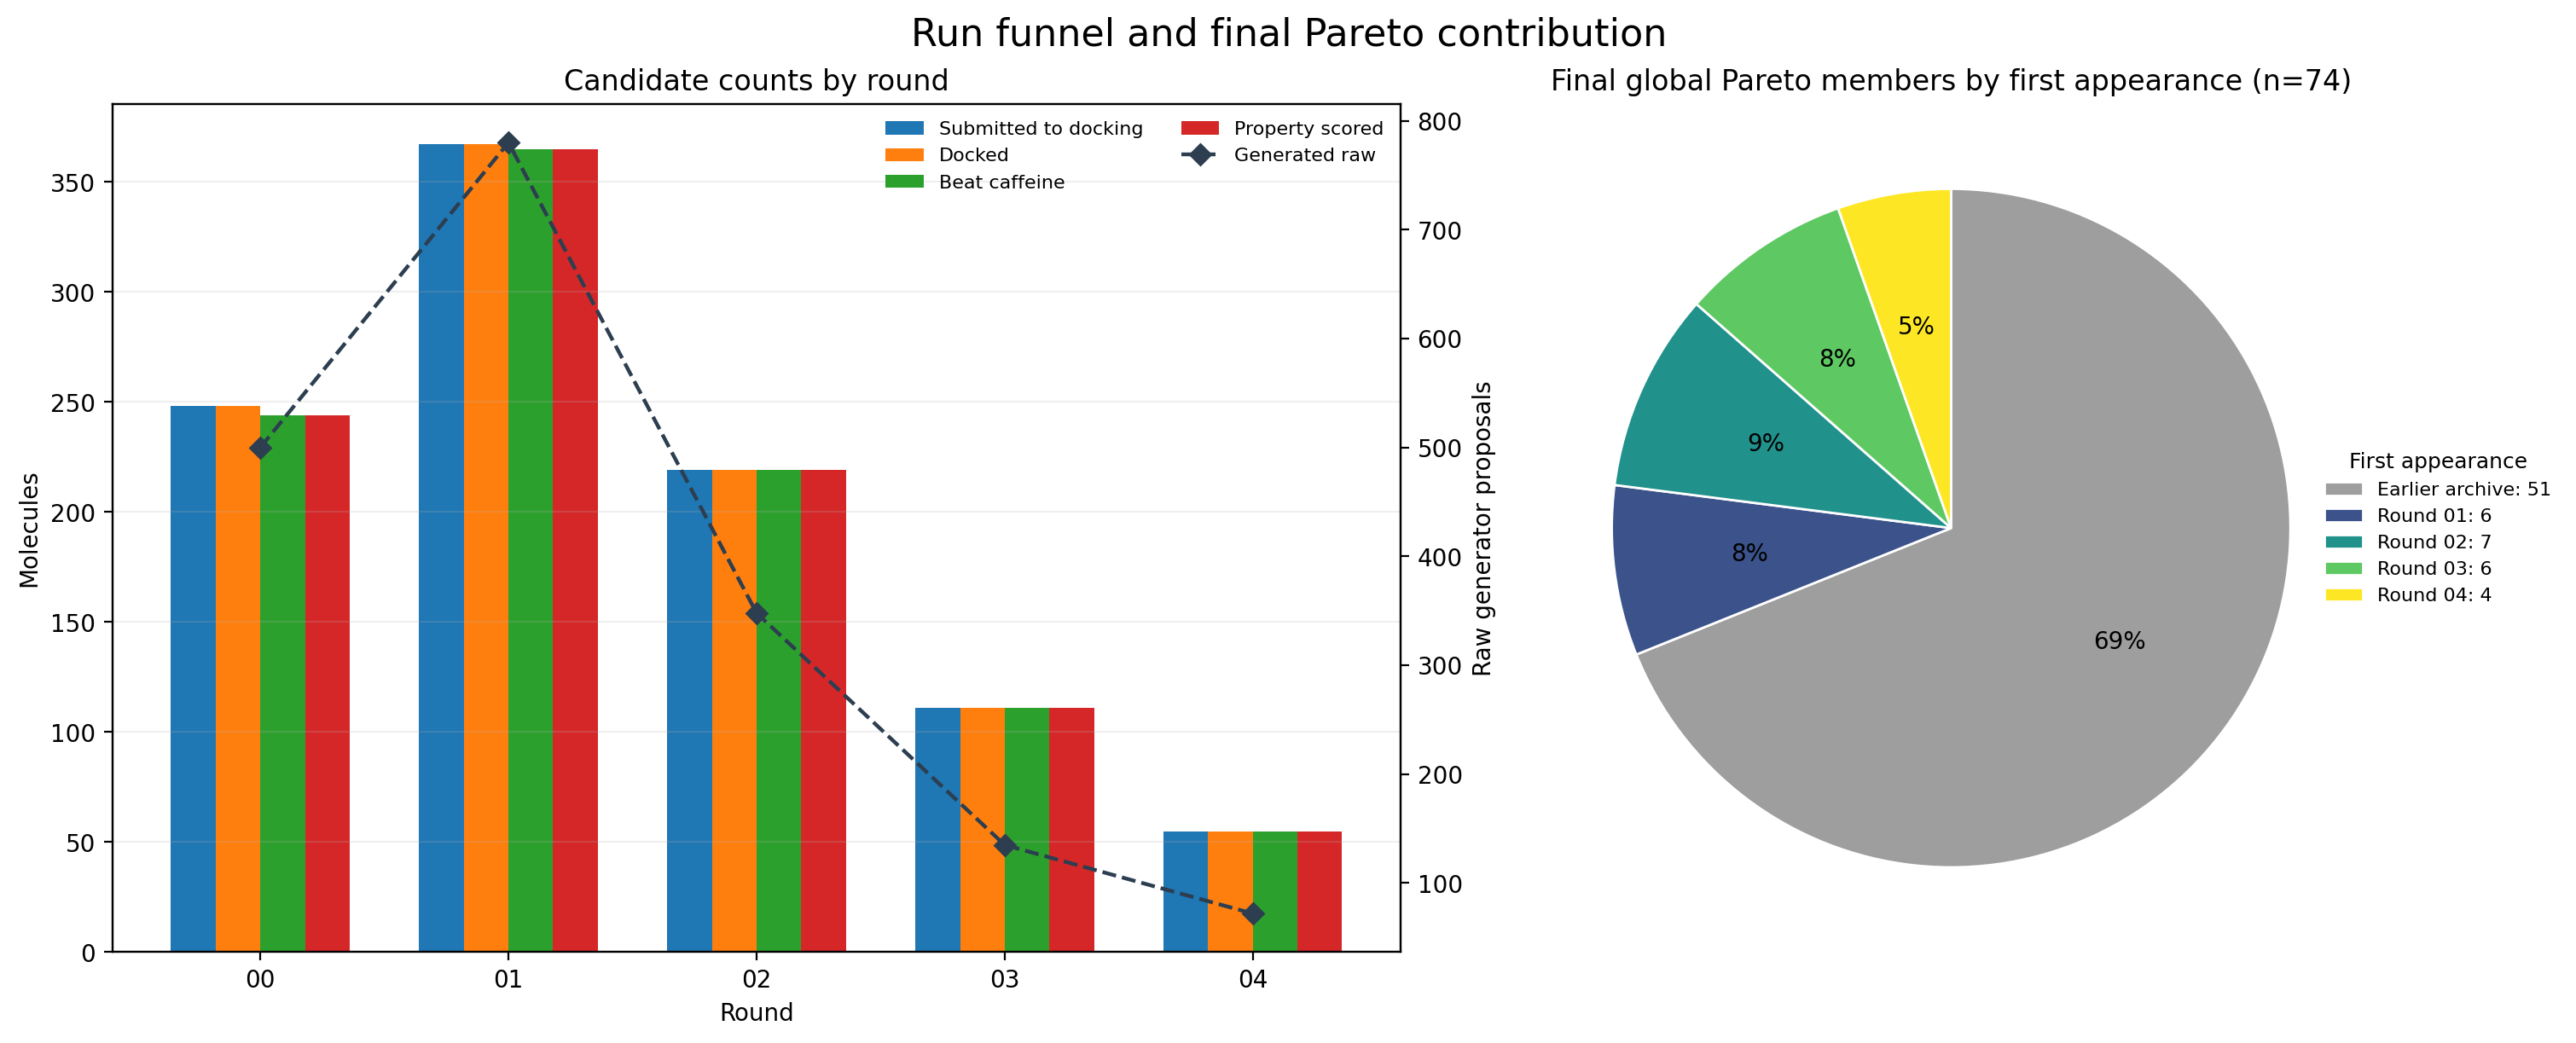 Run funnel and final Pareto contribution
Candidate counts by round
Submitted to docking
Docked
Beat caffeine
Property scored
Generated raw
Molecules
350
300
250
200
150
100
50
0
00
01
02
03
04
Round
800
700
600
500
400
300
200
100
Raw generator proposals
Final global Pareto members by first appearance (n=74)
5%
8%
9%
8%
69%
First appearance
Earlier archive: 51
Round 01: 6
Round 02: 7
Round 03: 6
Round 04: 4